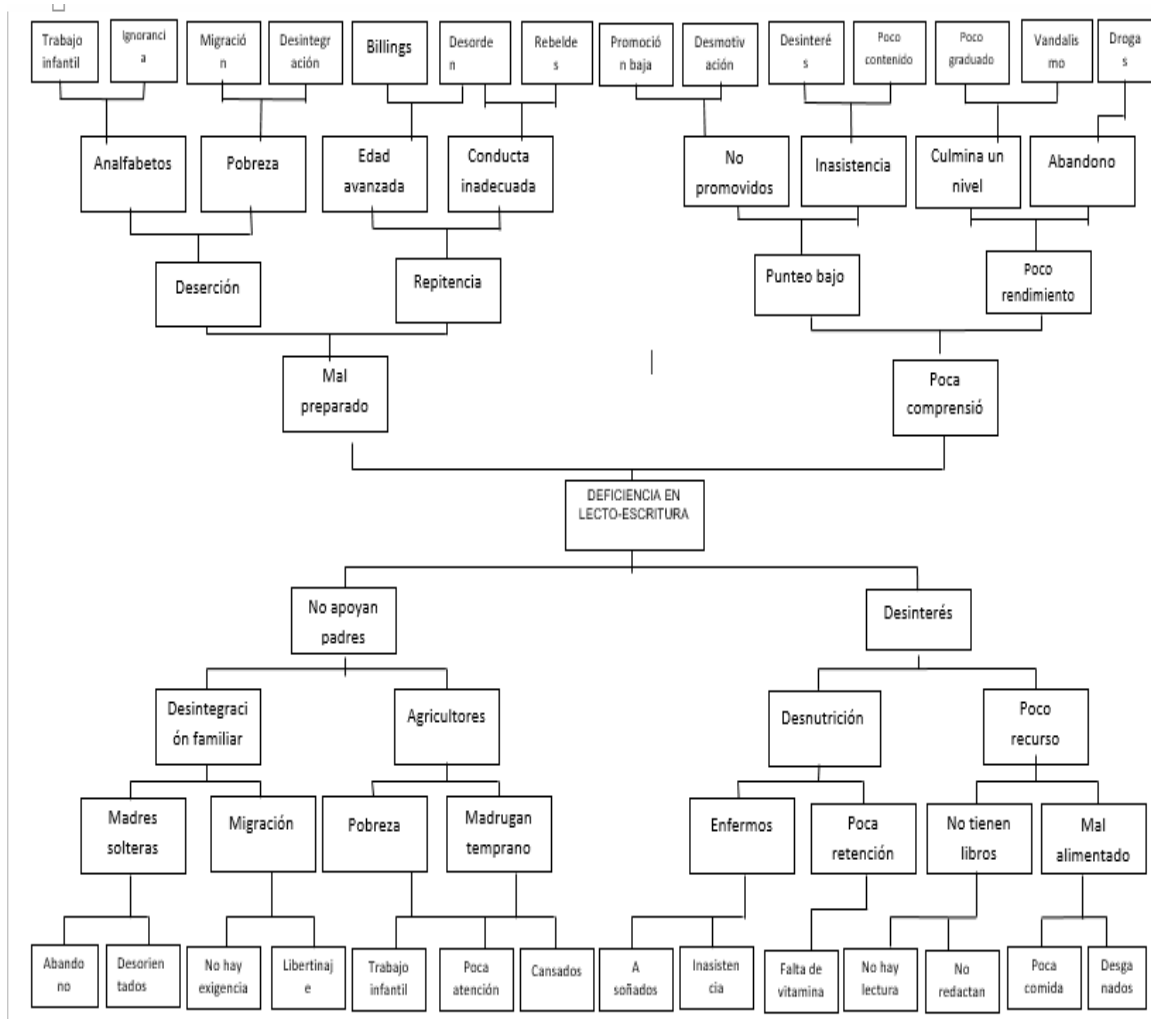 Trabajo
infantil
Ignoranci
a
Migració
n
Desintegr
ación
Billings
Desorde
n
Rebelde
s
Promoció
n baja
Desmotiv
ación
Desinteré
s
Poco
contenido
Poco
graduado
Vandalis
mo
Droga
s
Analfabetos
Pobreza
Edad
avanzada
Conducta
inadecuada
No
promovidos
Inasistencia
Culmina un
nivel
Abandono
Deserción
Repitencia
Punteo bajo
Poco
rendimiento
Mal
preparado
Poca
comprensió
DEFICIENCIA EN
LECTO-ESCRITURA
No apoyan
padres
Desinterés
Desintegraci
ón familiar
Agricultores
Desnutrición
Poco
recurso
Madres
solteras
Migración
Pobreza
Madrugan
temprano
Enfermos
Poca
retención
No tienen
libros
Mal
alimentado
Abando
no
Desorien
tados
No hay
exigencia
Libertinaj
e
Trabajo
infantil
Poca
atención
Cansados
A
soñados
Inasisten
cia
Falta de
vitamina
No hay
lectura
No
redactan
Poca
comida
Desga
nados